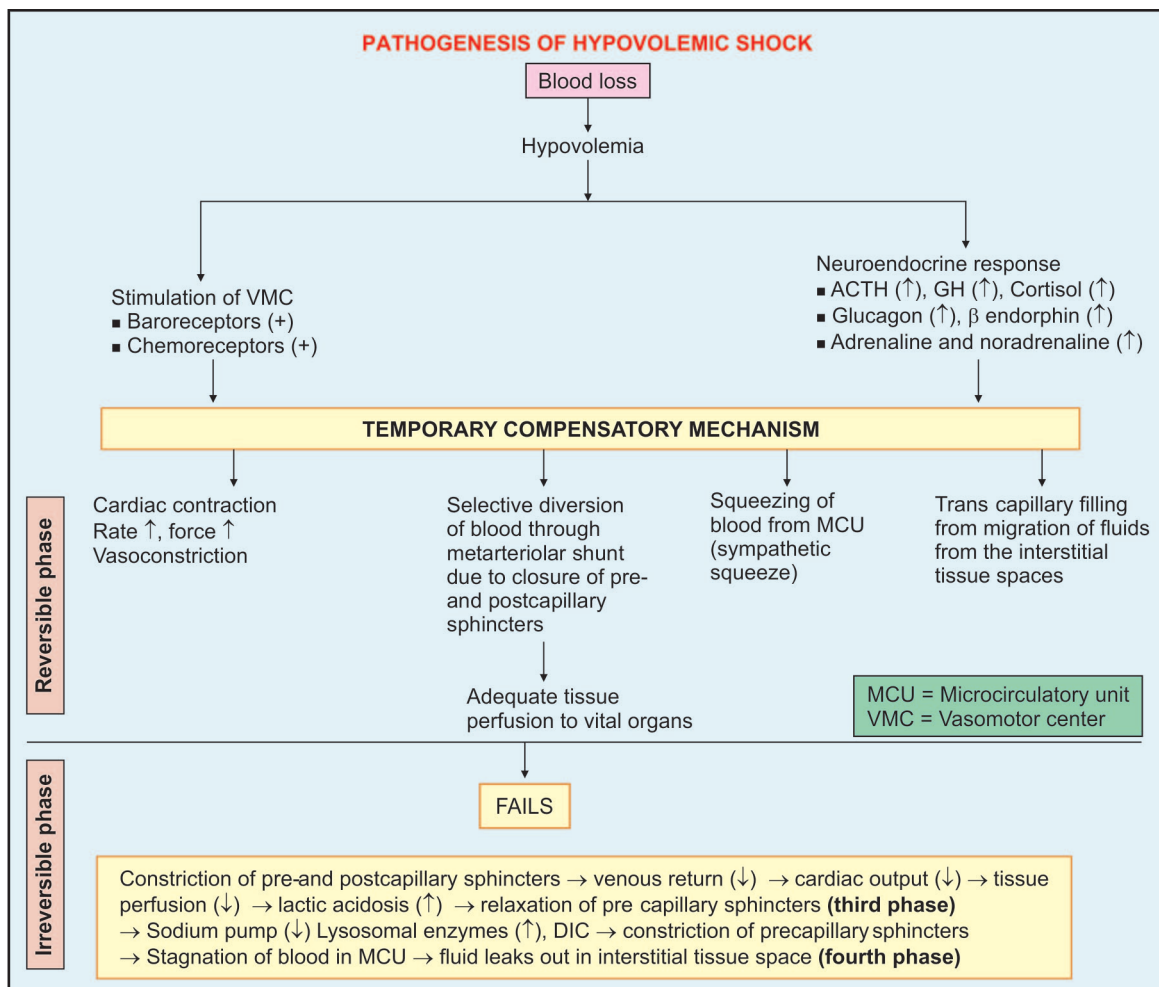 PATHOGENESIS OF HYPOVOLEMIC SHOCK
Blood loss
Hypovolemia
Stimulation of VMC
■ Baroreceptors (+)
■ Chemoreceptors (+)
Neuroendocrine response
■ ACTH (↑), GH (↑), Cortisol (↑)
■ Glucagon (↑), β endorphin (↑)
■ Adrenaline and noradrenaline (↑)
TEMPORARY COMPENSATORY MECHANISM
Reversible phase
Cardiac contraction
Rate ↑, force ↑
Vasoconstriction
Selective diversion
of blood through
metarteriolar shunt
due to closure of pre-
and postcapillary
sphincters
Squeezing of
blood from MCU
(sympathetic
squeeze)
Trans capillary filling
from migration of fluids
from the interstitial
tissue spaces
Adequate tissue
perfusion to vital organs
MCU = Microcirculatory unit
VMC = Vasomotor center
Irreversible phase
FAILS
Constriction of pre-and postcapillary sphincters → venous return (↓) → cardiac output (↓) → tissue
perfusion (↓) → lactic acidosis (↑) → relaxation of pre capillary sphincters (third phase)
→ Sodium pump (↓) Lysosomal enzymes (↑), DIC → constriction of precapillary sphincters
→ Stagnation of blood in MCU → fluid leaks out in interstitial tissue space (fourth phase)